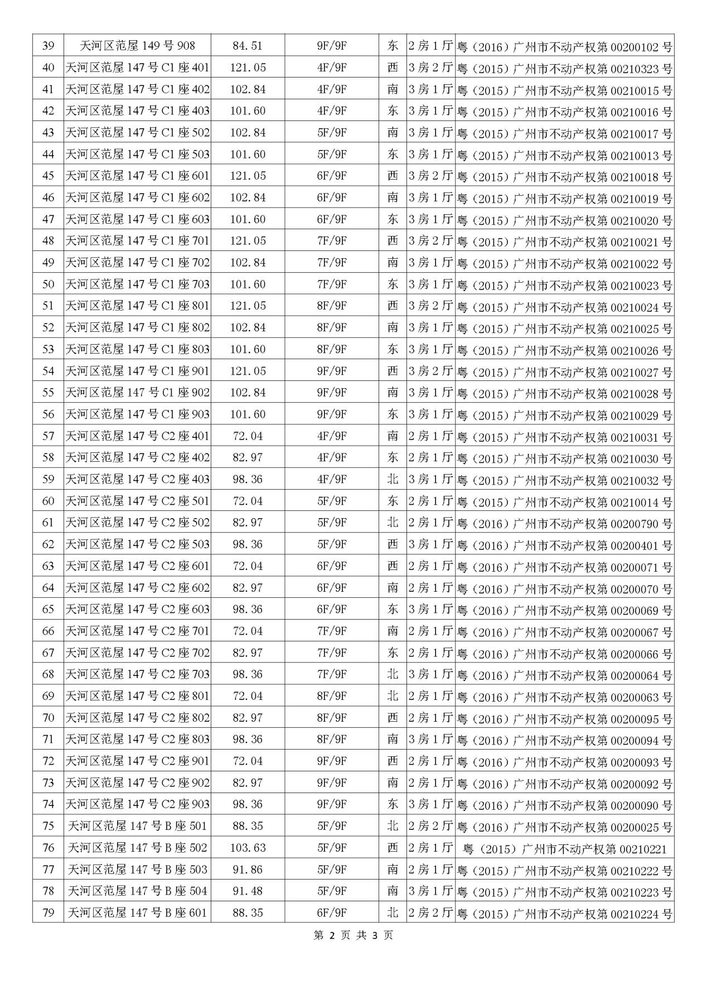 39 天河区范屋 149 号 908 84.51 9F/9F 东 2 房 1 厅 粤（2016）广州市不动产权第 00200102 号
40 天河区范屋 147 号 C1 座 401 121.05 4F/9F 西 3 房 2 厅 粤（2015）广州市不动产权第 00210323 号
41 天河区范屋 147 号 C1 座 402 102.84 4F/9F 南 3 房 1 厅 粤（2015）广州市不动产权第 00210015 号
42 天河区范屋 147 号 C1 座 403 101.60 4F/9F 东 3 房 1 厅 粤（2015）广州市不动产权第 00210016 号
43 天河区范屋 147 号 C1 座 502 102.84 5F/9F 南 3 房 1 厅 粤（2015）广州市不动产权第 00210017 号
44 天河区范屋 147 号 C1 座 503 101.60 5F/9F 东 3 房 1 厅 粤（2015）广州市不动产权第 00210013 号
45 天河区范屋 147 号 C1 座 601 121.05 6F/9F 西 3 房 2 厅 粤（2015）广州市不动产权第 00210018 号
46 天河区范屋 147 号 C1 座 602 102.84 6F/9F 南 3 房 1 厅 粤（2015）广州市不动产权第 00210019 号
47 天河区范屋 147 号 C1 座 603 101.60 6F/9F 东 3 房 1 厅 粤（2015）广州市不动产权第 00210020 号
48 天河区范屋 147 号 C1 座 701 121.05 7F/9F 西 3 房 2 厅 粤（2015）广州市不动产权第 00210021 号
49 天河区范屋 147 号 C1 座 702 102.84 7F/9F 南 3 房 1 厅 粤（2015）广州市不动产权第 00210022 号
50 天河区范屋 147 号 C1 座 703 101.60 7F/9F 东 3 房 1 厅 粤（2015）广州市不动产权第 00210023 号
51 天河区范屋 147 号 C1 座 801 121.05 8F/9F 西 3 房 2 厅 粤（2015）广州市不动产权第 00210024 号
52 天河区范屋 147 号 C1 座 802 102.84 8F/9F 南 3 房 1 厅 粤（2015）广州市不动产权第 00210025 号
53 天河区范屋 147 号 C1 座 803 101.60 8F/9F 东 3 房 1 厅 粤（2015）广州市不动产权第 00210026 号
54 天河区范屋 147 号 C1 座 901 121.05 9F/9F 西 3 房 2 厅 粤（2015）广州市不动产权第 00210027 号
55 天河区范屋 147 号 C1 座 902 102.84 9F/9F 南 3 房 1 厅 粤（2015）广州市不动产权第 00210028 号
56 天河区范屋 147 号 C1 座 903 101.60 9F/9F 东 3 房 1 厅 粤（2015）广州市不动产权第 00210029 号
57 天河区范屋 147 号 C2 座 401 72.04 4F/9F 南 2 房 1 厅 粤（2015）广州市不动产权第 00210031 号
58 天河区范屋 147 号 C2 座 402 82.97 4F/9F 东 2 房 1 厅 粤（2015）广州市不动产权第 00210030 号
59 天河区范屋 147 号 C2 座 403 98.36 4F/9F 北 3 房 1 厅 粤（2015）广州市不动产权第 00210032 号
60 天河区范屋 147 号 C2 座 501 72.04 5F/9F 东 2 房 1 厅 粤（2015）广州市不动产权第 00210014 号
61 天河区范屋 147 号 C2 座 502 82.97 5F/9F 北 2 房 1 厅 粤（2016）广州市不动产权第 00200790 号
62 天河区范屋 147 号 C2 座 503 98.36 5F/9F 西 3 房 1 厅 粤（2016）广州市不动产权第 00200401 号
63 天河区范屋 147 号 C2 座 601 72.04 6F/9F 西 2 房 1 厅 粤（2016）广州市不动产权第 00200071 号
64 天河区范屋 147 号 C2 座 602 82.97 6F/9F 南 2 房 1 厅 粤（2016）广州市不动产权第 00200070 号
65 天河区范屋 147 号 C2 座 603 98.36 6F/9F 东 3 房 1 厅 粤（2016）广州市不动产权第 00200069 号
66 天河区范屋 147 号 C2 座 701 72.04 7F/9F 南 2 房 1 厅 粤（2016）广州市不动产权第 00200067 号
67 天河区范屋 147 号 C2 座 702 82.97 7F/9F 东 2 房 1 厅 粤（2016）广州市不动产权第 00200066 号
68 天河区范屋 147 号 C2 座 703 98.36 7F/9F 北 3 房 1 厅 粤（2016）广州市不动产权第 00200064 号
69 天河区范屋 147 号 C2 座 801 72.04 8F/9F 北 2 房 1 厅 粤（2016）广州市不动产权第 00200063 号
70 天河区范屋 147 号 C2 座 802 82.97 8F/9F 西 2 房 1 厅 粤（2016）广州市不动产权第 00200095 号
71 天河区范屋 147 号 C2 座 803 98.36 8F/9F 南 3 房 1 厅 粤（2016）广州市不动产权第 00200094 号
72 天河区范屋 147 号 C2 座 901 72.04 9F/9F 西 2 房 1 厅 粤（2016）广州市不动产权第 00200093 号
73 天河区范屋 147 号 C2 座 902 82.97 9F/9F 南 2 房 1 厅 粤（2016）广州市不动产权第 00200092 号
74 天河区范屋 147 号 C2 座 903 98.36 9F/9F 东 3 房 1 厅 粤（2016）广州市不动产权第 00200090 号
75 天河区范屋 147 号 B 座 501 88.35 5F/9F 北 2 房 2 厅 粤（2016）广州市不动产权第 00200025 号
76 天河区范屋 147 号 B 座 502 103.63 5F/9F 西 2 房 1 厅 粤（2015）广州市不动产权第 00210221
77 天河区范屋 147 号 B 座 503 91.86 5F/9F 南 2 房 1 厅 粤（2015）广州市不动产权第 00210222 号
78 天河区范屋 147 号 B 座 504 91.48 5F/9F 南 3 房 1 厅 粤（2015）广州市不动产权第 00210223 号
79 天河区范屋 147 号 B 座 601 88.35 6F/9F 北 2 房 2 厅 粤（2015）广州市不动产权第 00210224 号
第 2 页 共 3 页